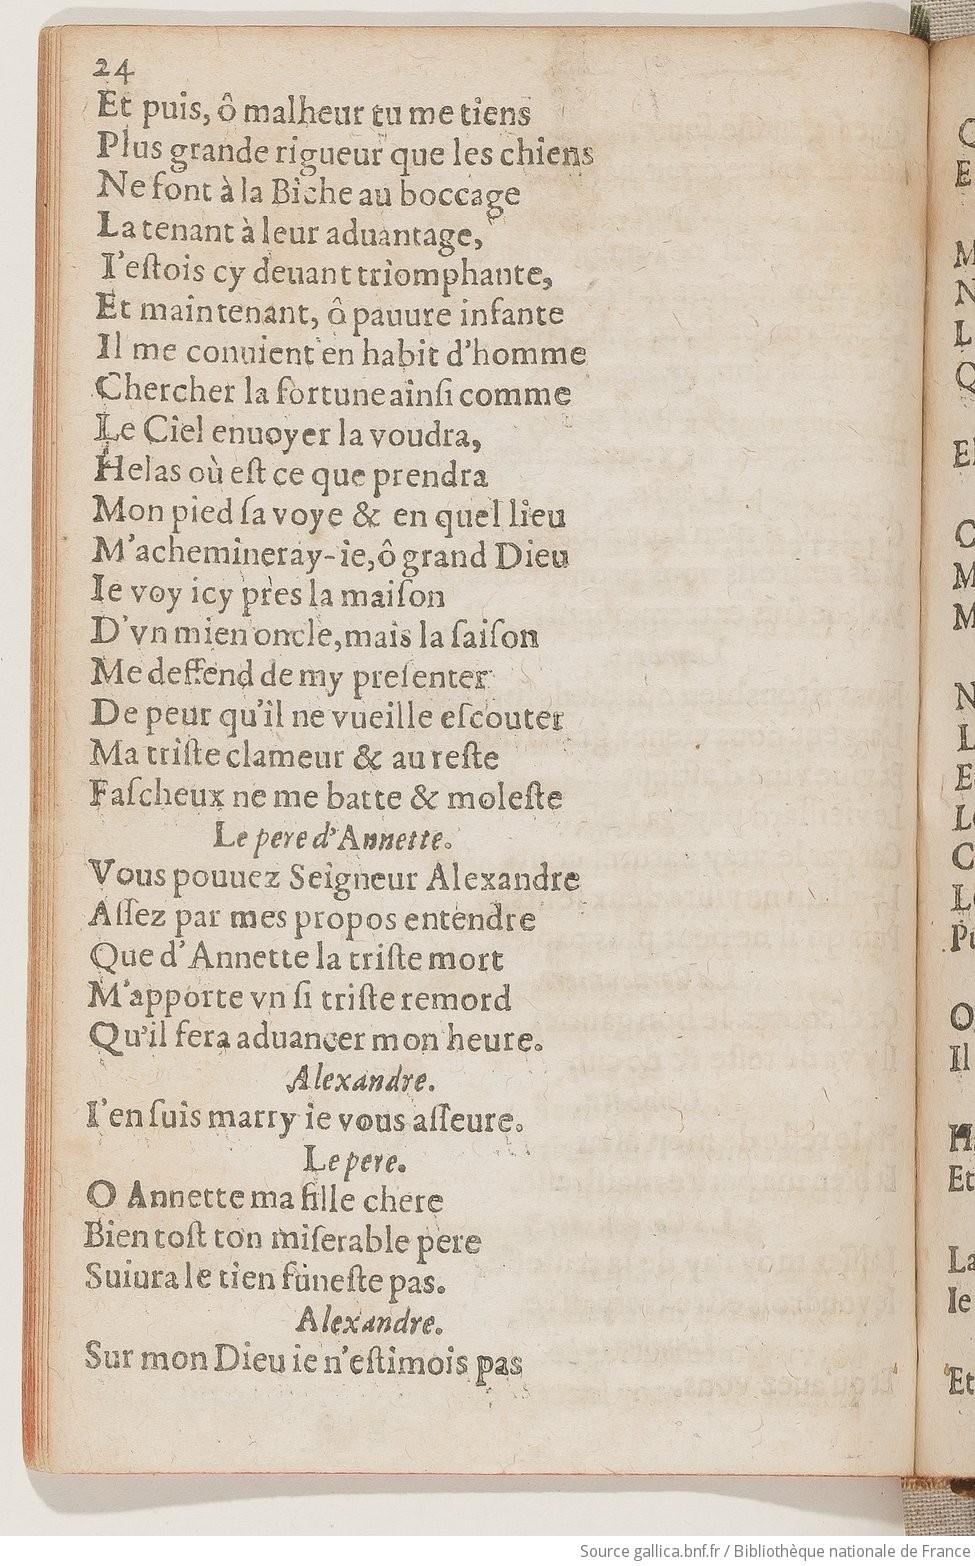 24
Et puis, ô malheur tu me tiens
Plus grande rigueur que les chiens
Ne font à la Biche au boccage
La tenant à leur aduantage,
I'eſtois cy deuant triomphante,
Et maintenant, ô pauure infante
Il me conuient en habit d'homme
Chercher la fortune ainſi comme
Le Ciel enuoyer la voudra,
Helas où eſt ce que prendra
Mon pied ſa voye & en quel lieu
M'achemineray-ie, ô grand Dieu
Ie voy icy près la maiſon
D'vn mien oncle, mais la ſaiſon
Me deffend de my preſenter
De peur qu'il ne vueille eſcouter
Ma triſte clameur & au reſte
Faſcheux ne me batte & moleſte
Le pere d'Annette.
Vous pouuez Seigneur Alexandre
Aſſez par mes propos entendre
Que d'Annette la triſte mort
M'apporte vn ſi triſte remord
Qu'il fera aduancer mon heure.
Alexandre.
I'en ſuis marry ie vous aſſeure.
Le pere.
O Annette ma fille chere
Bien toſt ton miſerable pere
Suiura le tien funeſte pas.
Alexandre.
Sur mon Dieu ie n'eſtimois pas
Source gallica.bnf.fr / Bibliothèque nationale de France